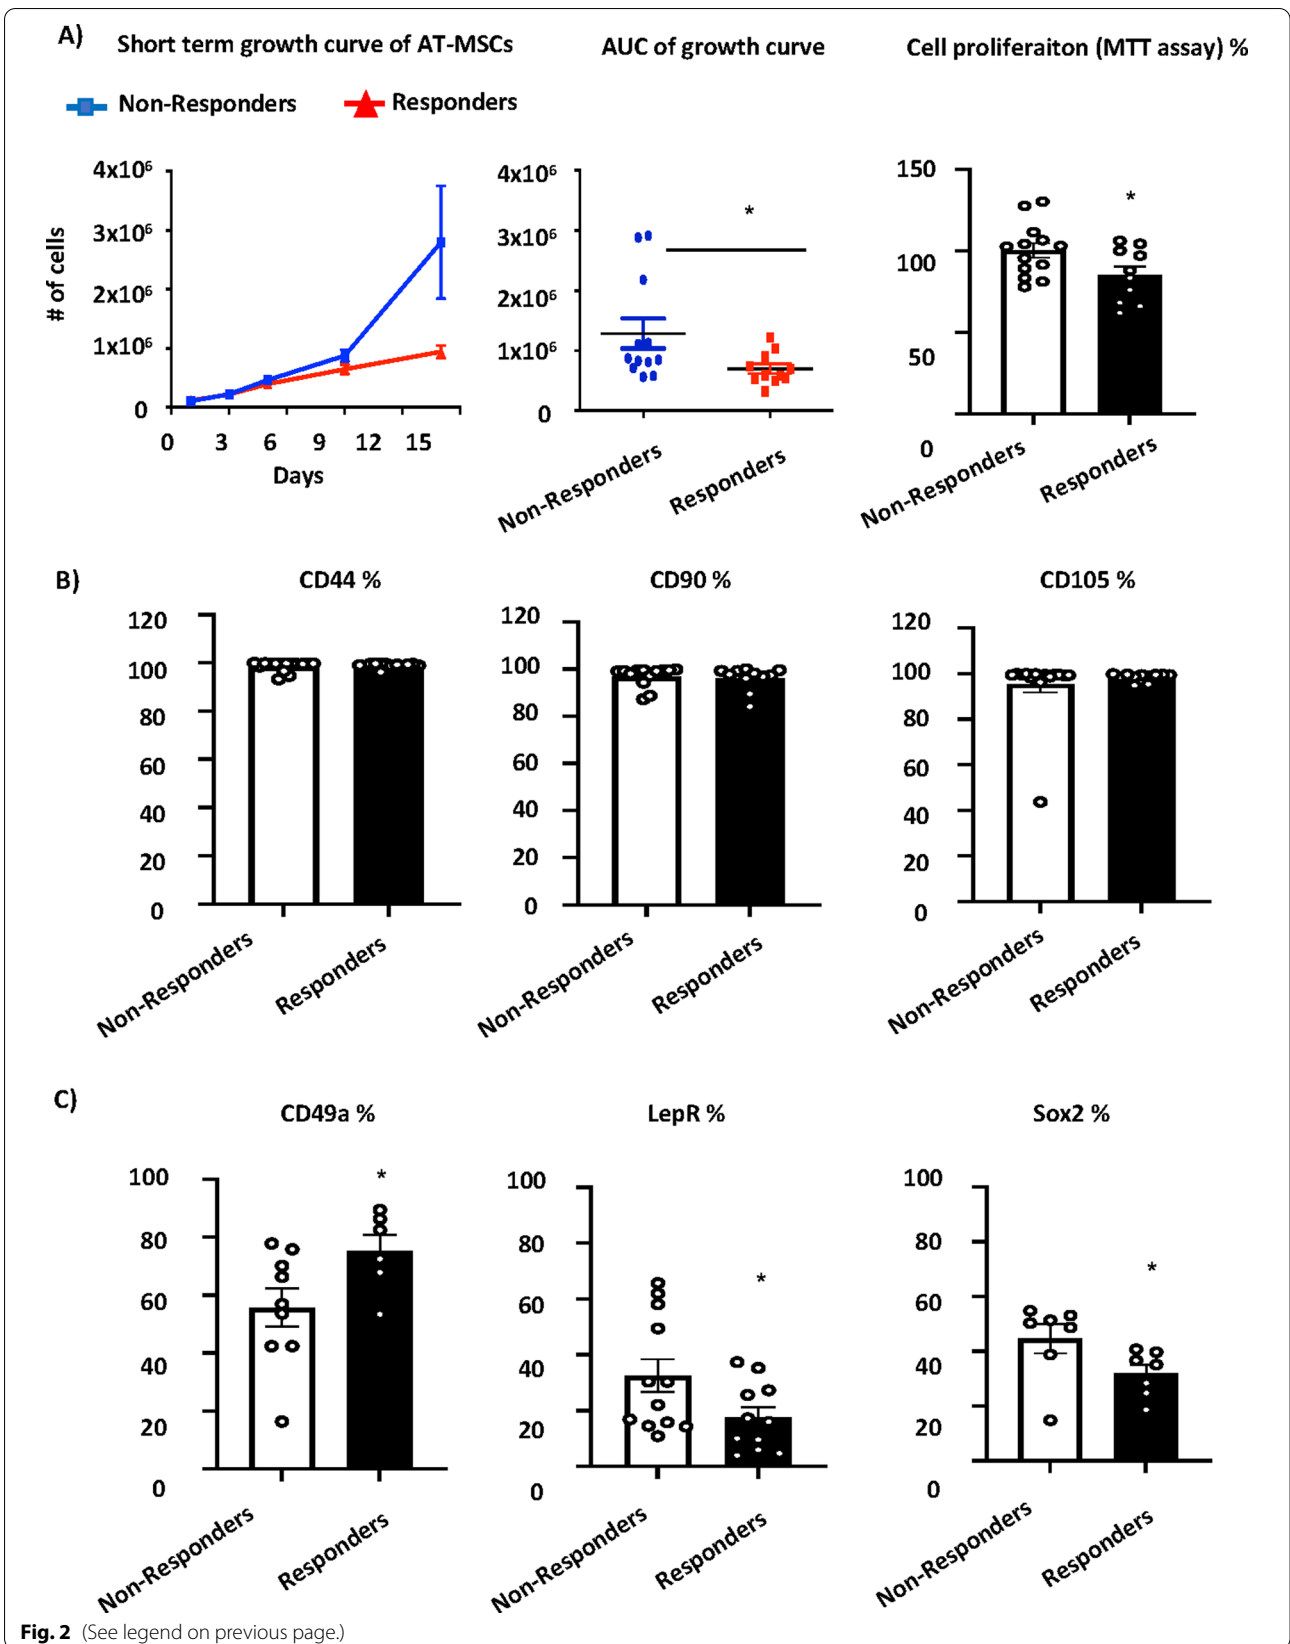 A)
Short term growth curve of AT-MSCs
AUC of growth curve
Cell proliferaiton (MTT assay) %
Non-Responders
Responders
# of cells
4x10⁶
3x10⁶
2x10⁶
1x10⁶
0
0 3 6 9 12 15
Days
4x10⁶
3x10⁶
2x10⁶
1x10⁶
0
*
Non-Responders
Responders
150
100
50
0
*
Non-Responders
Responders
B)
CD44 %
120
100
80
60
40
20
0
Non-Responders
Responders
CD90 %
120
100
80
60
40
20
0
Non-Responders
Responders
CD105 %
120
100
80
60
40
20
0
Non-Responders
Responders
C)
CD49a %
100
80
60
40
20
0
*
Non-Responders
Responders
LepR %
100
80
60
40
20
0
*
Non-Responders
Responders
Sox2 %
100
80
60
40
20
0
*
Non-Responders
Responders
Fig. 2 (See legend on previous page.)